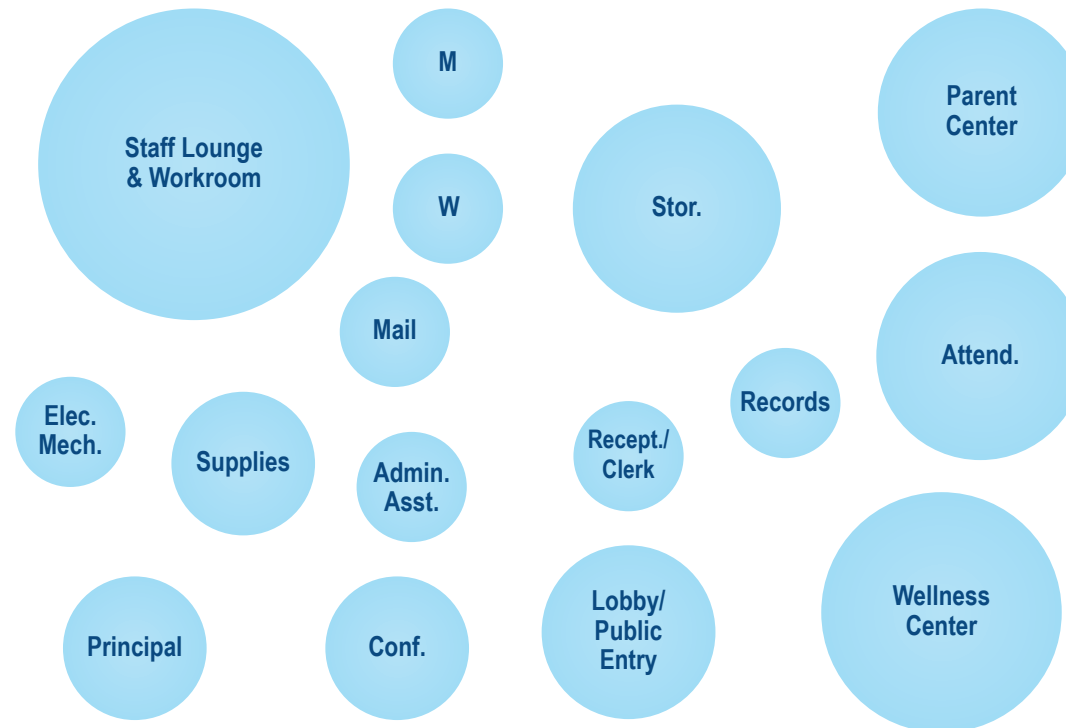 M
Parent
Center
Staff Lounge
& Workroom
W
Stor.
Mail
Attend.
Records
Elec.
Mech.
Recept./
Clerk
Supplies
Admin.
Asst.
Lobby/
Public
Entry
Wellness
Center
Principal
Conf.